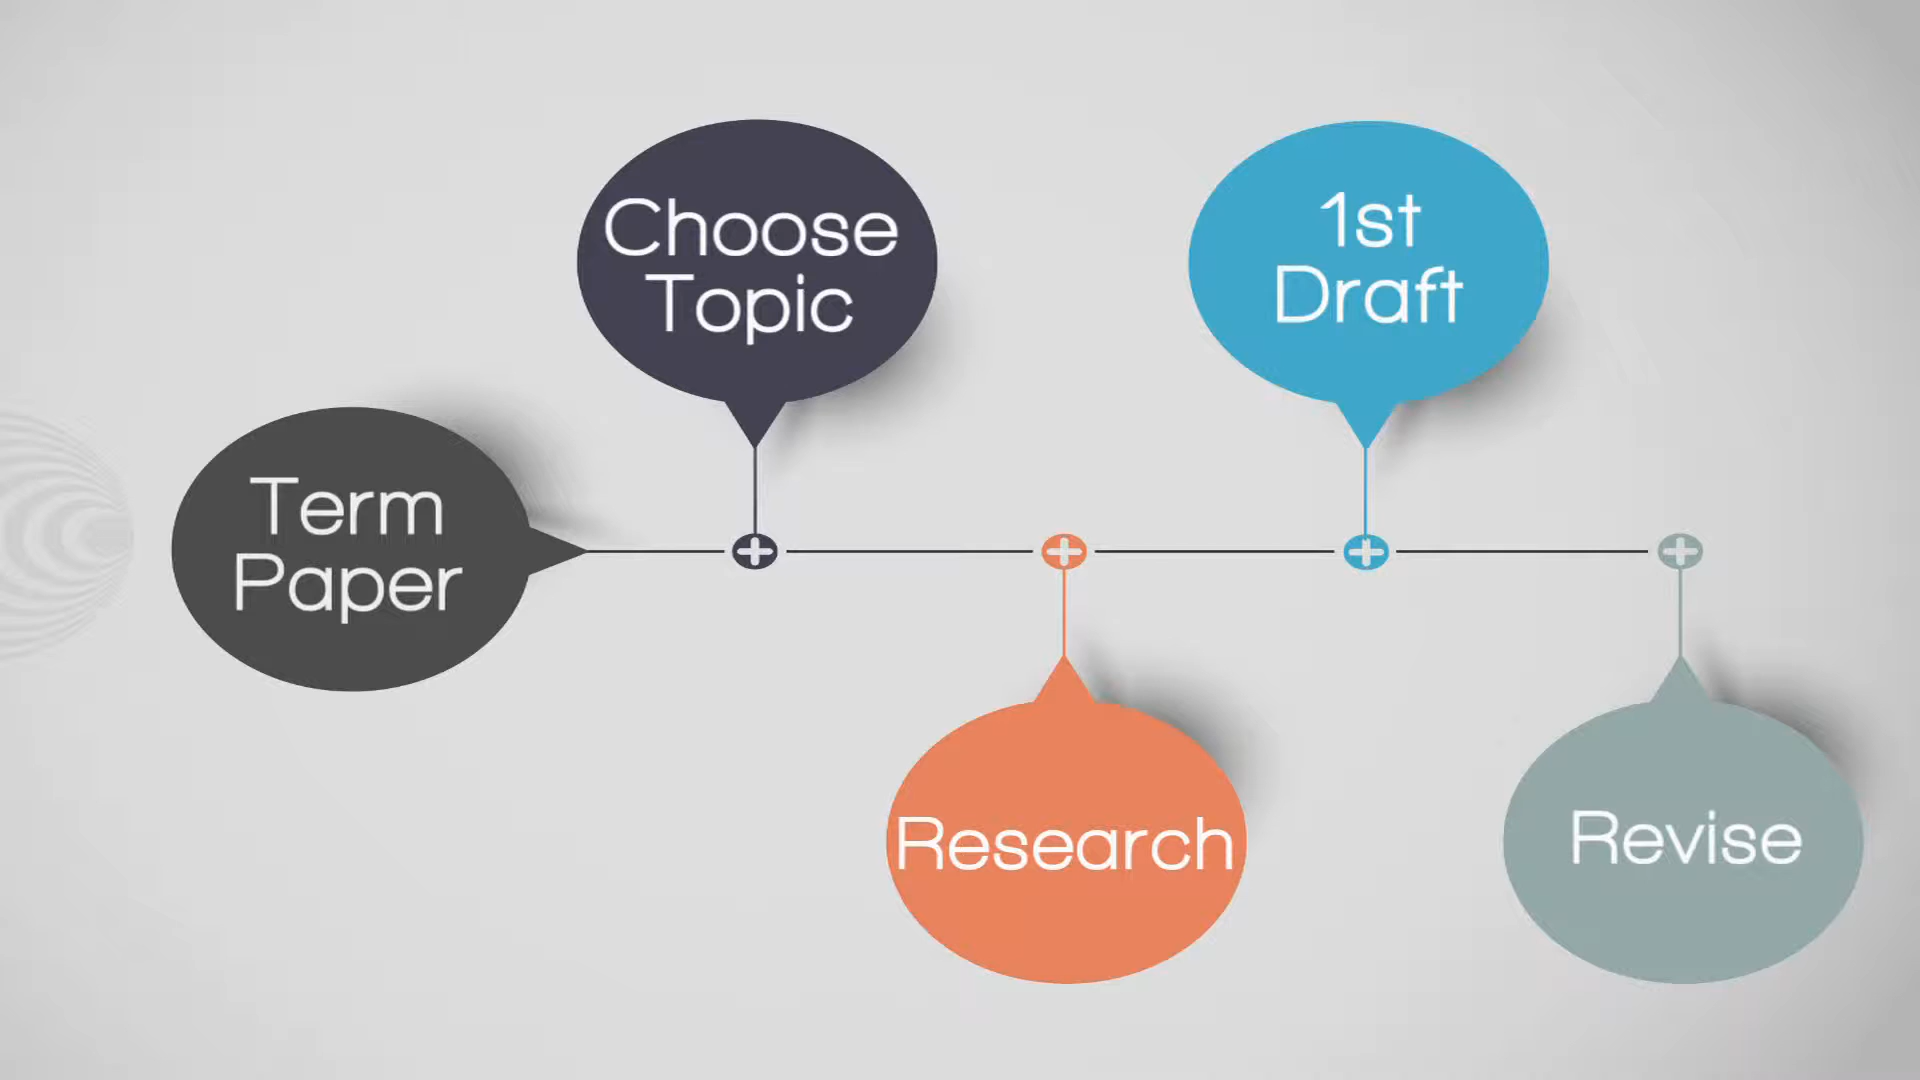 Term
Paper
Choose
Topic
Research
1st
Draft
Revise